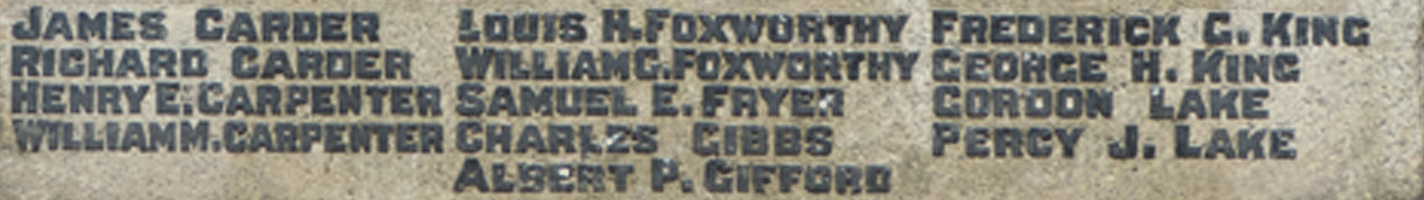 JAMES CARDER
RICHARD CARDER
HENRY E. CARPENTER
WILLIAM M. CARPENTER
LOUIS H. FOXWORTHY
WILLIAM G. FOXWORTHY
SAMUEL E. FRYER
CHARLES GIBBS
ALBERT P. GIFFORD
FREDERICK G. KING
GEORGE H. KING
GORDON LAKE
PERCY J. LAKE